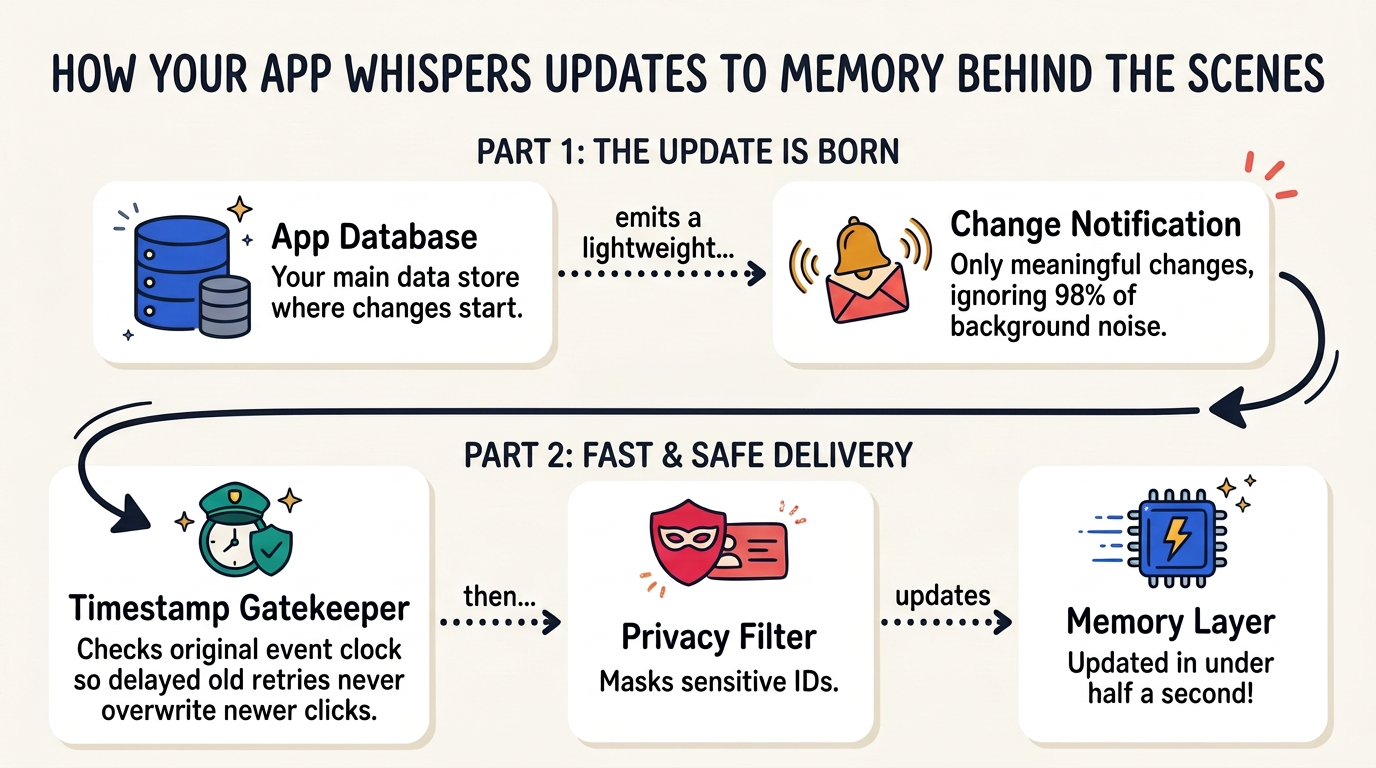 HOW YOUR APP WHISPERS UPDATES TO MEMORY BEHIND THE SCENES
PART 1: THE UPDATE IS BORN
App Database
Your main data store
where changes start.
emits a
lightweight...
Change Notification
Only meaningful changes,
ignoring 98% of
background noise.
PART 2: FAST & SAFE DELIVERY
Timestamp Gatekeeper
Checks original event clock
so delayed old retries never
overwrite newer clicks.
then...
Privacy Filter
Masks sensitive IDs.
updates
Memory Layer
Updated in under
half a second!